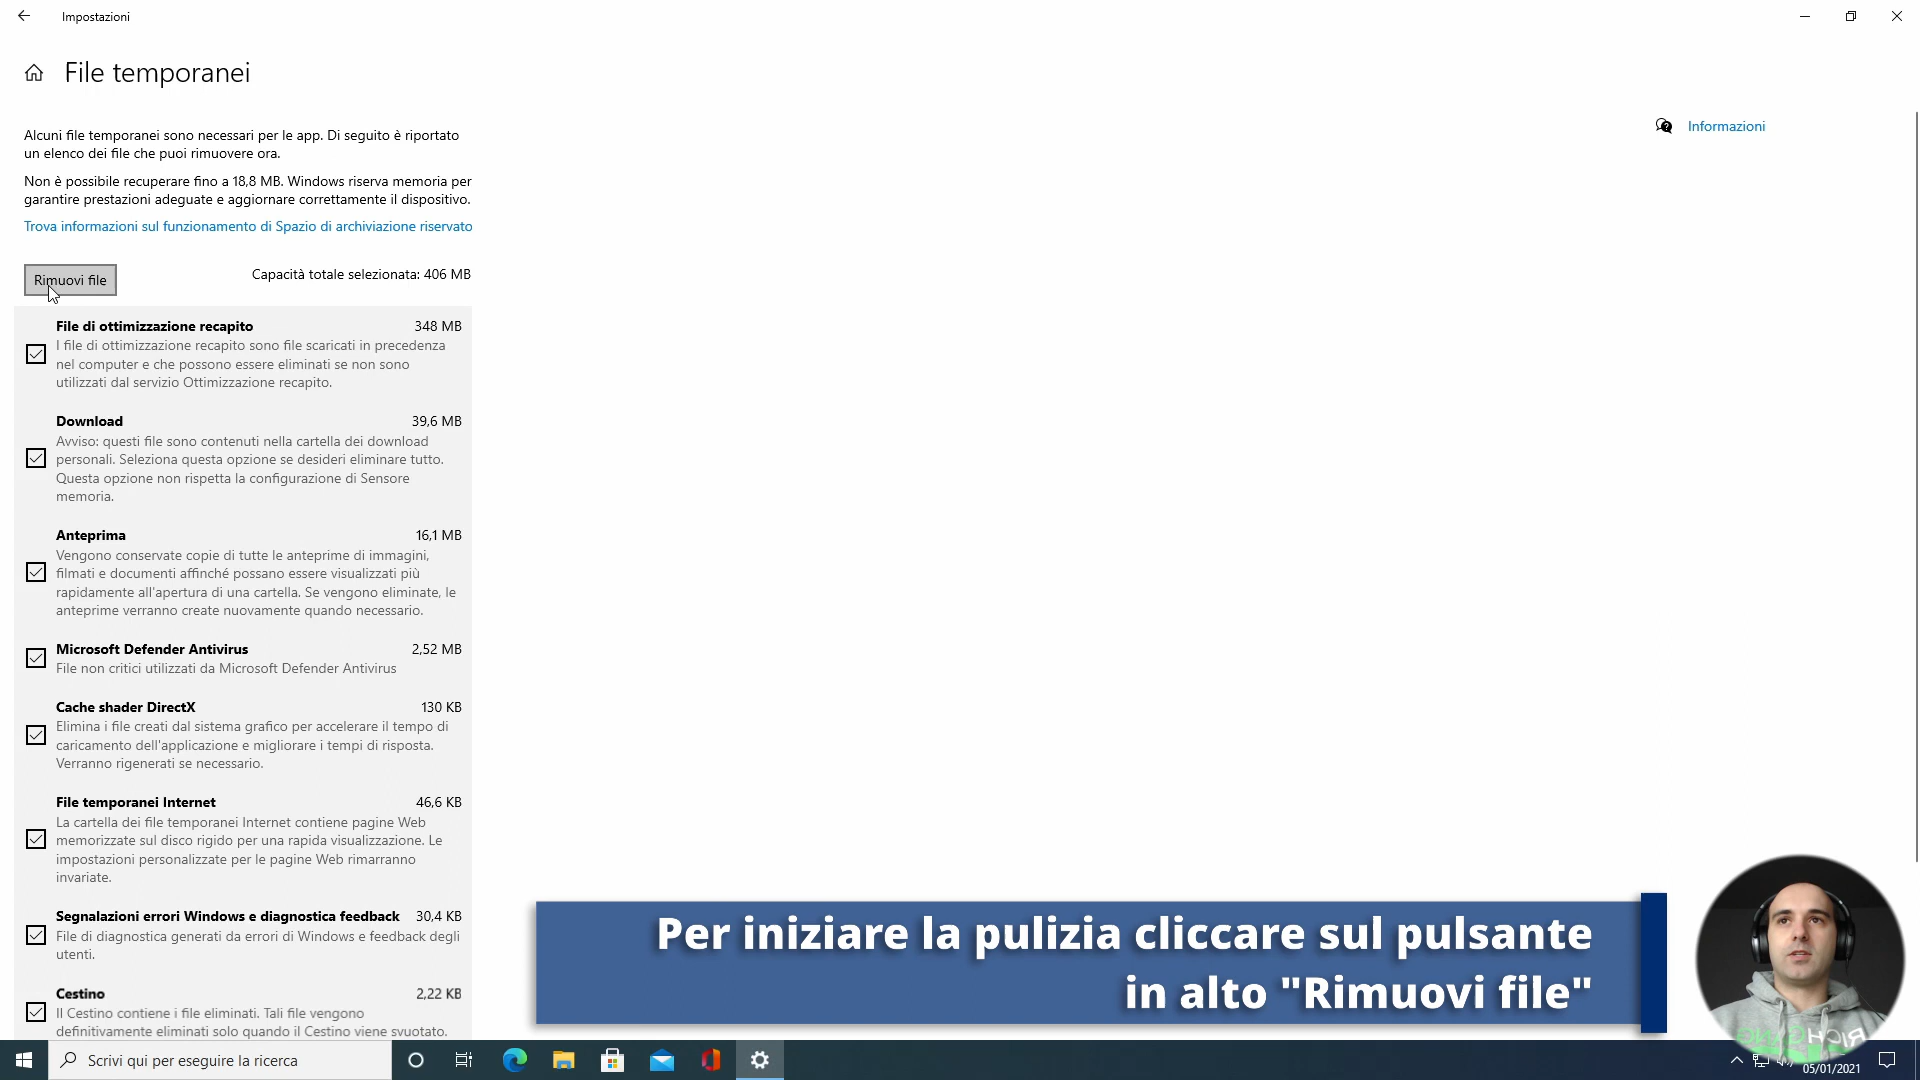 Impostazioni
File temporanei
Alcuni file temporanei sono necessari per le app. Di seguito è riportato
un elenco dei file che puoi rimuovere ora.
Non è possibile recuperare fino a 18,8 MB. Windows riserva memoria per
garantire prestazioni adeguate e aggiornare correttamente il dispositivo.
Trova informazioni sul funzionamento di Spazio di archiviazione riservato
Informazioni
Rimuovi file
Capacità totale selezionata: 406 MB
File di ottimizzazione recapito 348 MB
I file di ottimizzazione recapito sono file scaricati in precedenza
nel computer e che possono essere eliminati se non sono
utilizzati dal servizio Ottimizzazione recapito.
Download 39,6 MB
Avviso: questi file sono contenuti nella cartella dei download
personali. Seleziona questa opzione se desideri eliminare tutto.
Questa opzione non rispetta la configurazione di Sensore
memoria.
Anteprima 16,1 MB
Vengono conservate copie di tutte le anteprime di immagini,
filmati e documenti affinché possano essere visualizzati più
rapidamente all'apertura di una cartella. Se vengono eliminate, le
anteprime verranno create nuovamente quando necessario.
Microsoft Defender Antivirus 2,52 MB
File non critici utilizzati da Microsoft Defender Antivirus
Cache shader DirectX 130 KB
Elimina i file creati dal sistema grafico per accelerare il tempo di
caricamento dell'applicazione e migliorare i tempi di risposta.
Verranno rigenerati se necessario.
File temporanei Internet 46,6 KB
La cartella dei file temporanei Internet contiene pagine Web
memorizzate sul disco rigido per una rapida visualizzazione. Le
impostazioni personalizzate per le pagine Web rimarranno
invariate.
Segnalazioni errori Windows e diagnostica feedback 30,4 KB
File di diagnostica generati da errori di Windows e feedback degli
utenti.
Cestino 2,22 KB
Il Cestino contiene i file eliminati. Tali file vengono
definitivamente eliminati solo quando il Cestino viene svuotato.
Per iniziare la pulizia cliccare sul pulsante
in alto "Rimuovi file"
Scrivi qui per eseguire la ricerca
05/01/2021